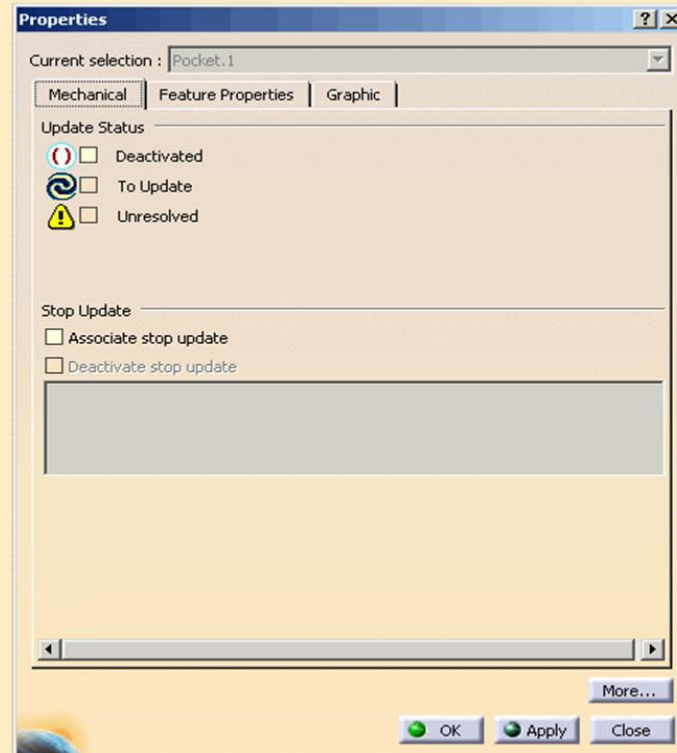 Properties
Current selection : Pocket.1
Mechanical Feature Properties Graphic
Update Status
Deactivated
To Update
Unresolved
Stop Update
Associate stop update
Deactivate stop update
More...
OK Apply Close